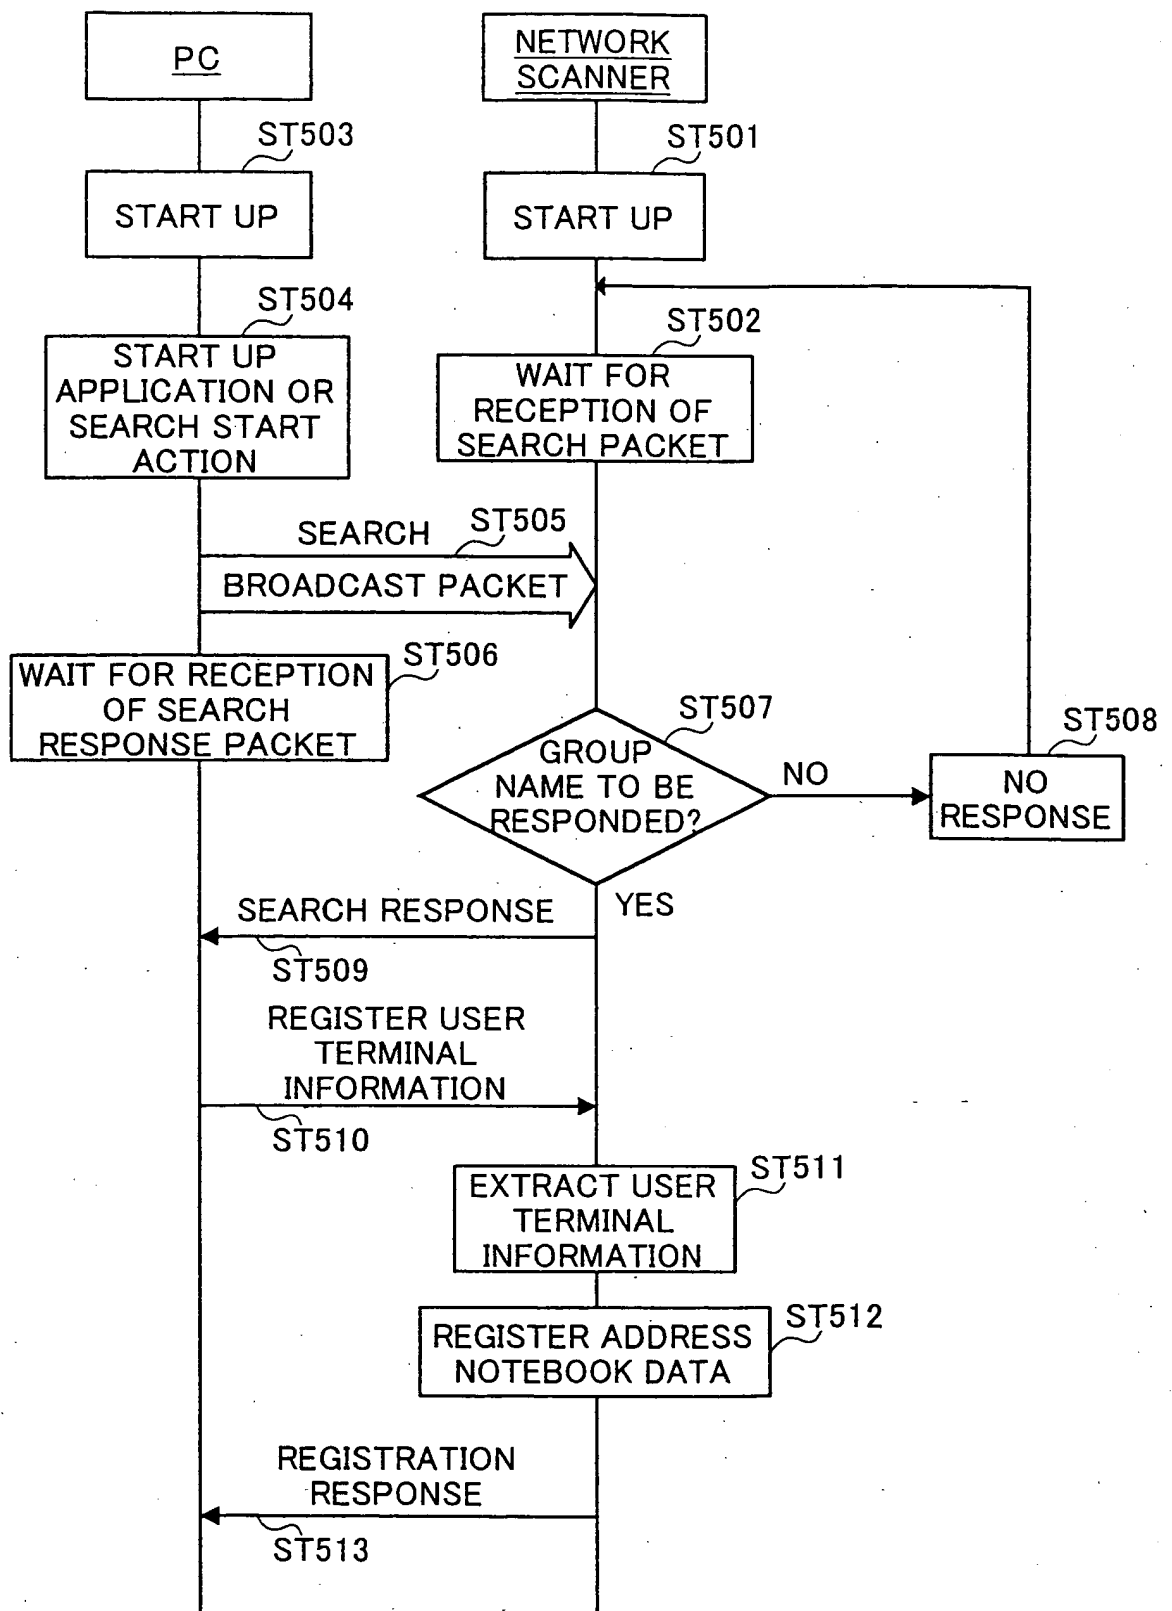 PC
NETWORK
SCANNER
ST503
START UP
ST501
START UP
ST504
START UP
APPLICATION OR
SEARCH START
ACTION
ST502
WAIT FOR
RECEPTION OF
SEARCH PACKET
SEARCH
ST505
BROADCAST PACKET
ST506
WAIT FOR RECEPTION
OF SEARCH
RESPONSE PACKET
ST507
GROUP
NAME TO BE
RESPONDED?
NO
ST508
NO
RESPONSE
YES
SEARCH RESPONSE
ST509
REGISTER USER
TERMINAL
INFORMATION
ST510
ST511
EXTRACT USER
TERMINAL
INFORMATION
ST512
REGISTER ADDRESS
NOTEBOOK DATA
REGISTRATION
RESPONSE
ST513